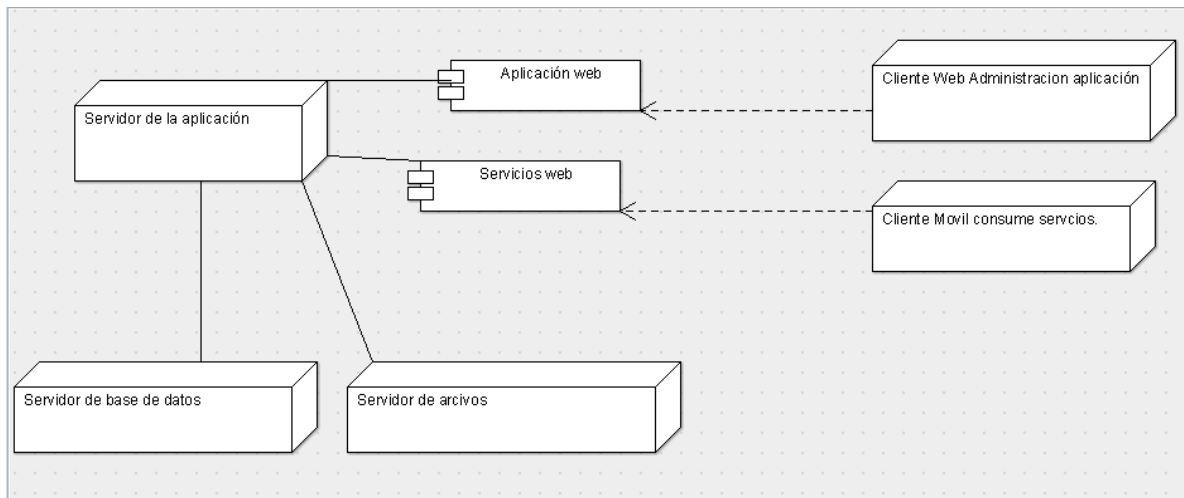 Aplicación web
Cliente Web Administracion aplicación
Servidor de la aplicación
Servicios web
Cliente Movil consume servcios.
Servidor de base de datos
Servidor de arcivos